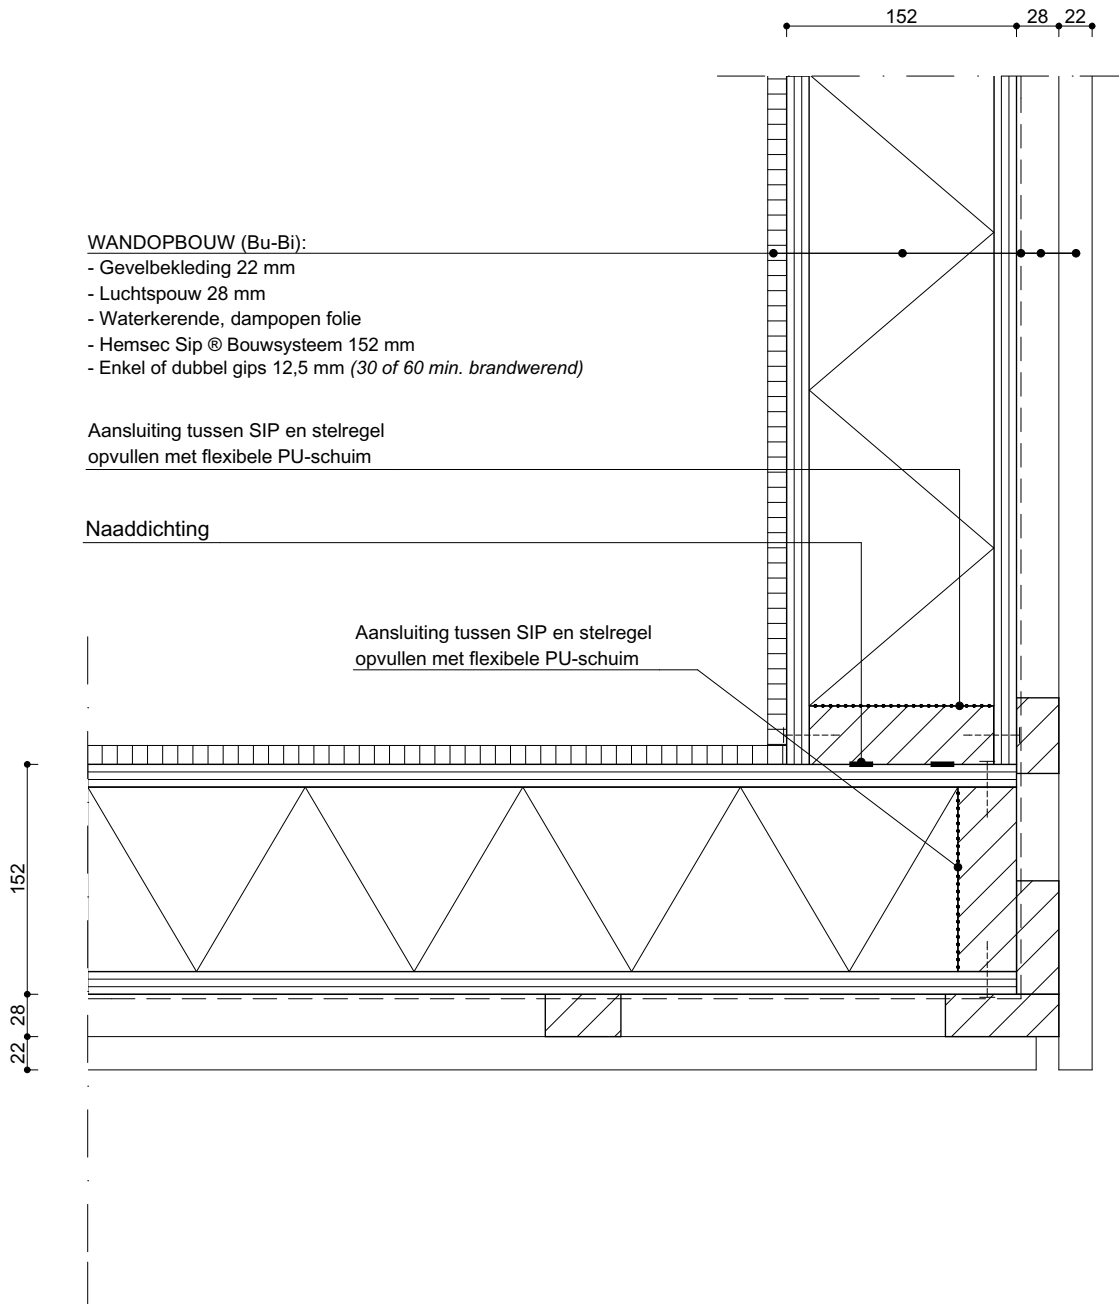 152 28 22
WANDOPBOUW (Bu-Bi):
- Gevelbekleding 22 mm
- Luchtspouw 28 mm
- Waterkerende, dampopen folie
- Hemsec Sip ® Bouwsysteem 152 mm
- Enkel of dubbel gips 12,5 mm (30 of 60 min. brandwerend)
Aansluiting tussen SIP en stelregel
opvullen met flexibele PU-schuim
Naaddichting
Aansluiting tussen SIP en stelregel
opvullen met flexibele PU-schuim
152
28
22